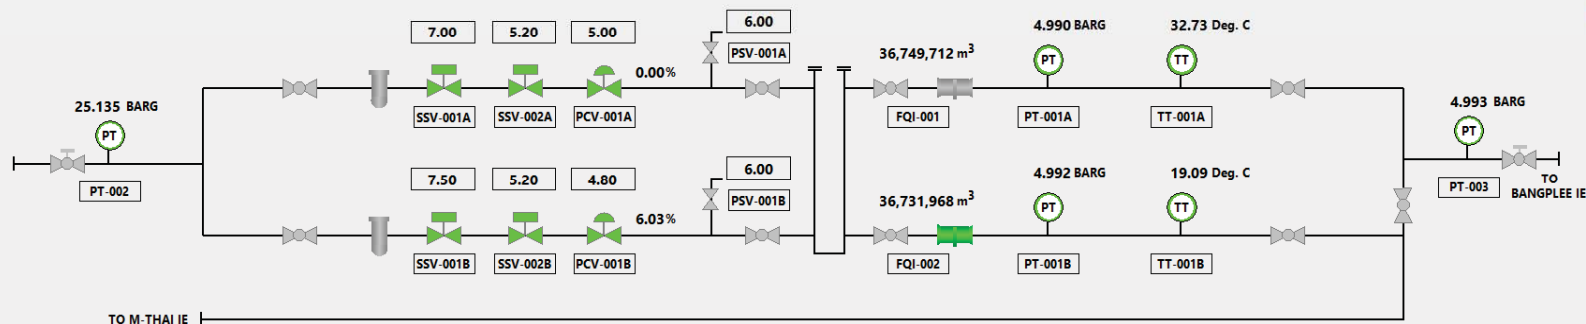 25.135 BARG
PT
PT-002
7.00 5.20 5.00
0.00%
SSV-001A SSV-002A PCV-001A
6.00
PSV-001A
36,749,712 m³
FQI-001
4.990 BARG
PT
PT-001A
32.73 Deg. C
TT
TT-001A
4.993 BARG
PT
PT-003
TO
BANGPLEE IE
7.50 5.20 4.80
6.03%
SSV-001B SSV-002B PCV-001B
6.00
PSV-001B
36,731,968 m³
FQI-002
4.992 BARG
PT
PT-001B
19.09 Deg. C
TT
TT-001B
TO M-THAI IE